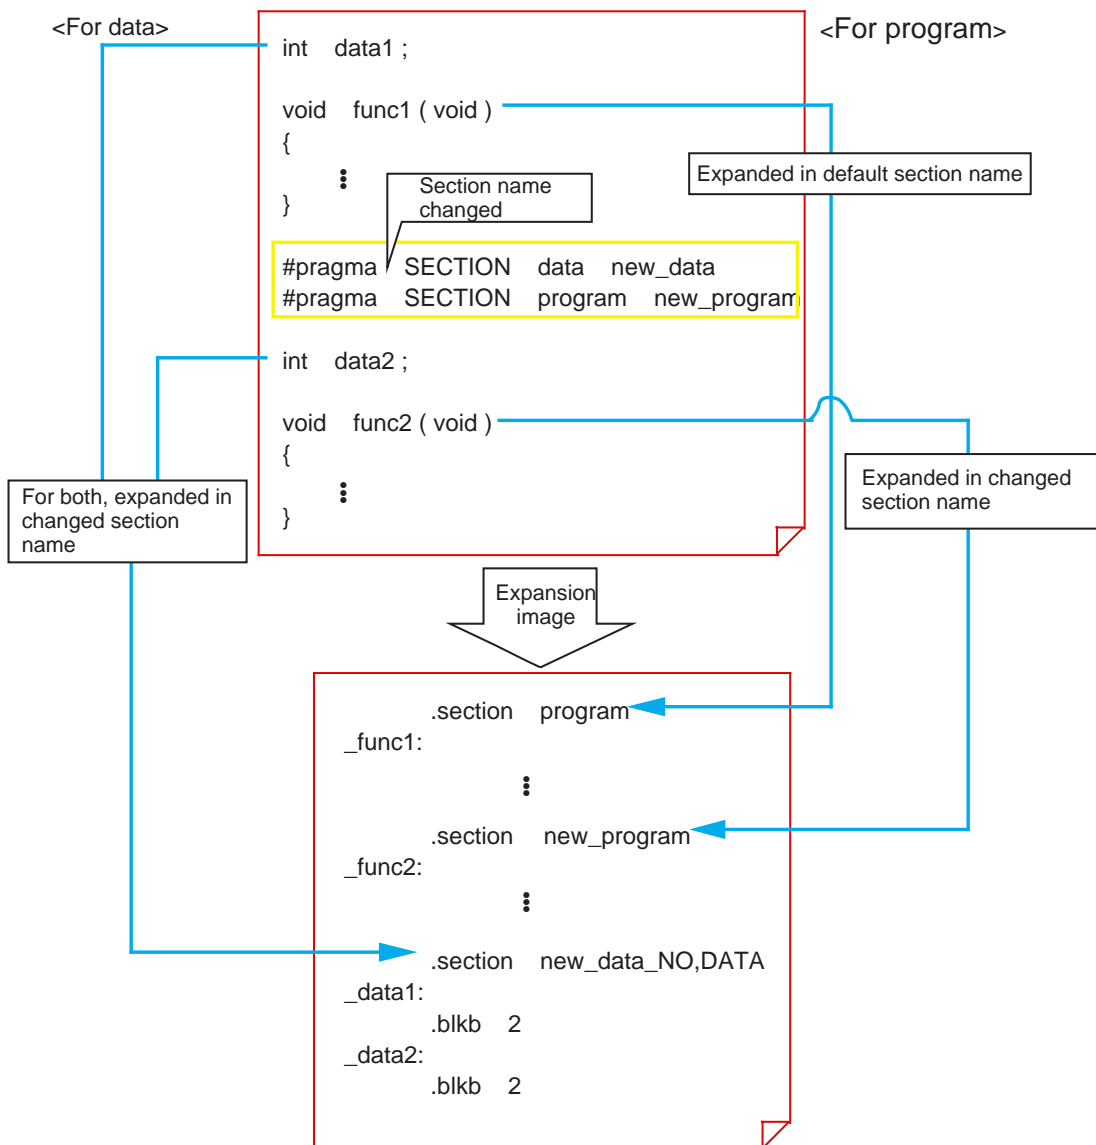 <For data>
<For program>
int data1 ;
void func1 ( void )
{
Expanded in default section name
Section name
changed
}
#pragma SECTION data new_data
#pragma SECTION program new_program
int data2 ;
void func2 ( void )
{
For both, expanded in
changed section
name
Expanded in changed
section name
}
Expansion
image
.section program
_func1:
.section new_program
_func2:
.section new_data_NO,DATA
_data1:
.blkb 2
_data2:
.blkb 2